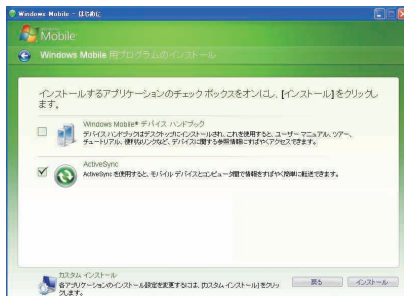 Windows Mobile - はじめに
Mobile
Windows Mobile 用プログラムのインストール
インストールするアプリケーションのチェック ボックスをオンにし、[インストール] をクリックし
ます。
Windows Mobile® デバイス ハンドブック
デバイス ハンドブックはデスクトップにインストールされ、これを使用すると、ユーザー マニュアル、ツアー、
チュートリアル、便利なリンクなど、デバイスに関する参照情報にすばやくアクセスできます。
ActiveSync
ActiveSync を使用すると、モバイル デバイスとコンピュータ間で情報をすばやく簡単に転送できます。
カスタム インストール
各アプリケーションのインストール設定を変更するには、[カスタム インストール] をクリッ
クします。
戻る
インストール